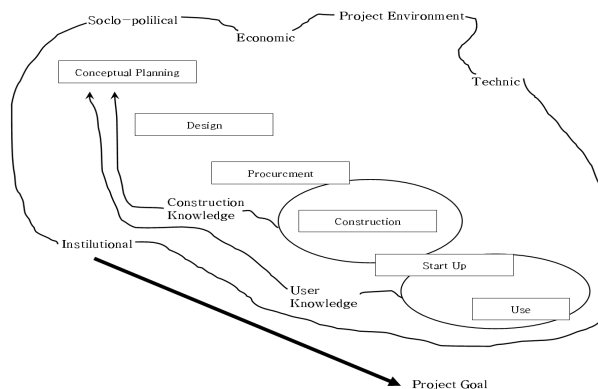 Soclo-polilical
Project Environment
Economic
Conceptual Planning
Technic
Design
Procurcment
Construction
Knowledge
Construction
Institutional
Start Up
User
Knowledge
Use
Project Goal